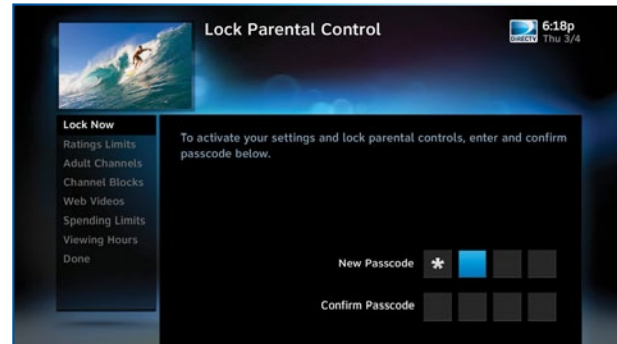 Lock Parental Control
6:18p
DIRECTV Thu 3/4
Lock Now
Ratings Limits
Adult Channels
Channel Blocks
Web Videos
Spending Limits
Viewing Hours
Done
To activate your settings and lock parental controls, enter and confirm
passcode below.
New Passcode *
Confirm Passcode